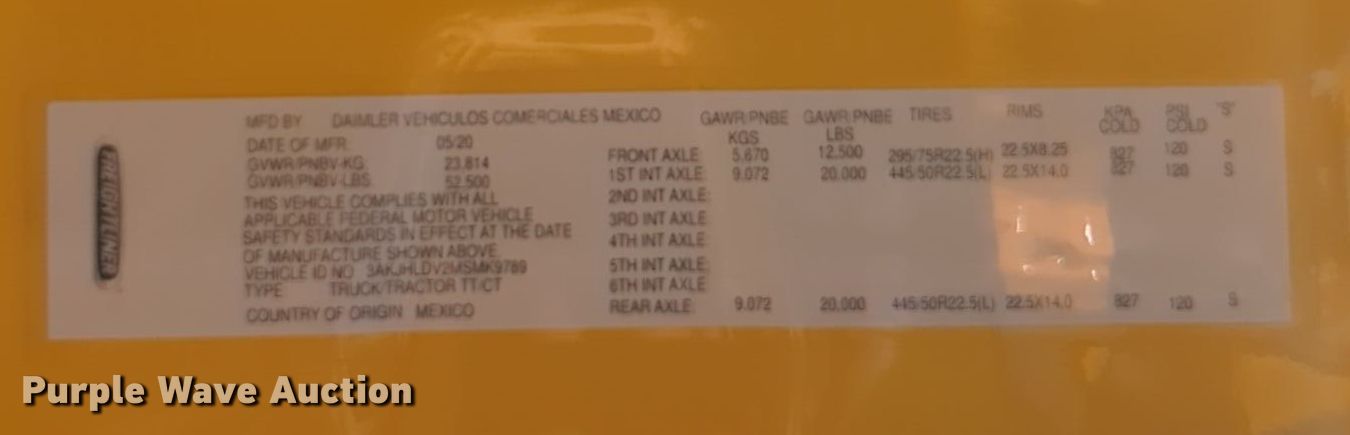 FREIGHTLINER
MFD BY DAIMLER VEHICULOS COMERCIALES MEXICO
DATE OF MFR 05/20
GVWR/PNBV-KG: 23.814
GVWR/PNBV-LBS: 52.500
THIS VEHICLE COMPLIES WITH ALL
APPLICABLE FEDERAL MOTOR VEHICLE
SAFETY STANDARDS IN EFFECT AT THE DATE
OF MANUFACTURE SHOWN ABOVE.
VEHICLE ID NO 3AKJHLDV2MSMK9789
TYPE TRUCK/TRACTOR TT/CT
COUNTRY OF ORIGIN MEXICO
GAWR/PNBE KGS GAWR/PNBE LBS TIRES RIMS KPA COLD PSI COLD "S"
FRONT AXLE: 5.670 12.500 295/75R22.5(H) 22.5X8.25 827 120 S
1ST INT AXLE: 9.072 20.000 445/50R22.5(L) 22.5X14.0 827 120 S
2ND INT AXLE:
3RD INT AXLE:
4TH INT AXLE:
5TH INT AXLE:
6TH INT AXLE:
REAR AXLE: 9.072 20.000 445/50R22.5(L) 22.5X14.0 827 120 S
Purple Wave Auction